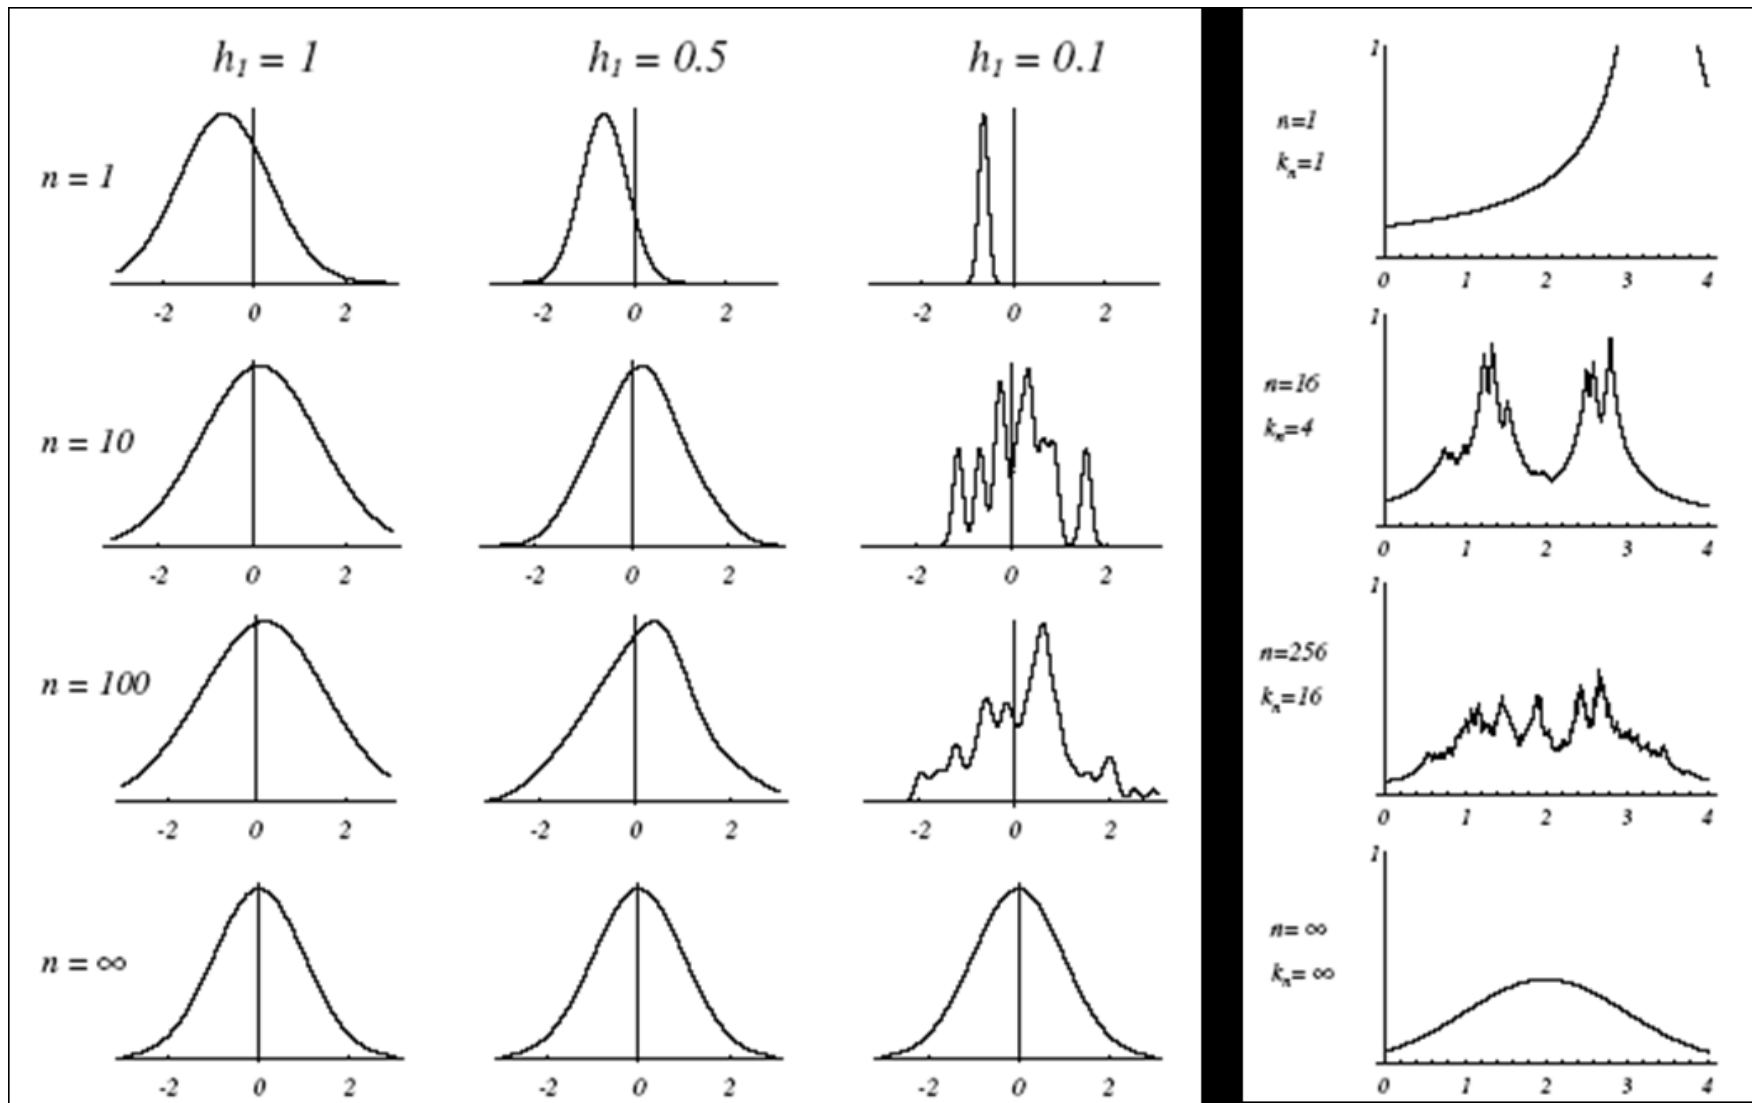 h₁ = 1
h₁ = 0.5
h₁ = 0.1
n = 1
-2 0 2
-2 0 2
-2 0 2
n = 10
-2 0 2
-2 0 2
-2 0 2
n = 100
-2 0 2
-2 0 2
-2 0 2
n = ∞
-2 0 2
-2 0 2
-2 0 2
1
n=1
kₙ=1
0 1 2 3 4
1
n=16
kₙ=4
0 1 2 3 4
1
n=256
kₙ=16
0 1 2 3 4
1
n= ∞
kₙ= ∞
0 1 2 3 4